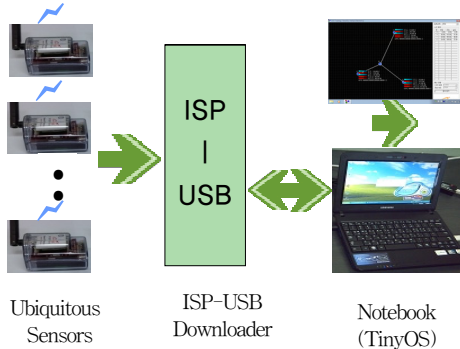 ISP
|
USB
Ubiquitous
Sensors
ISP-USB
Downloader
Notebook
(TinyOS)